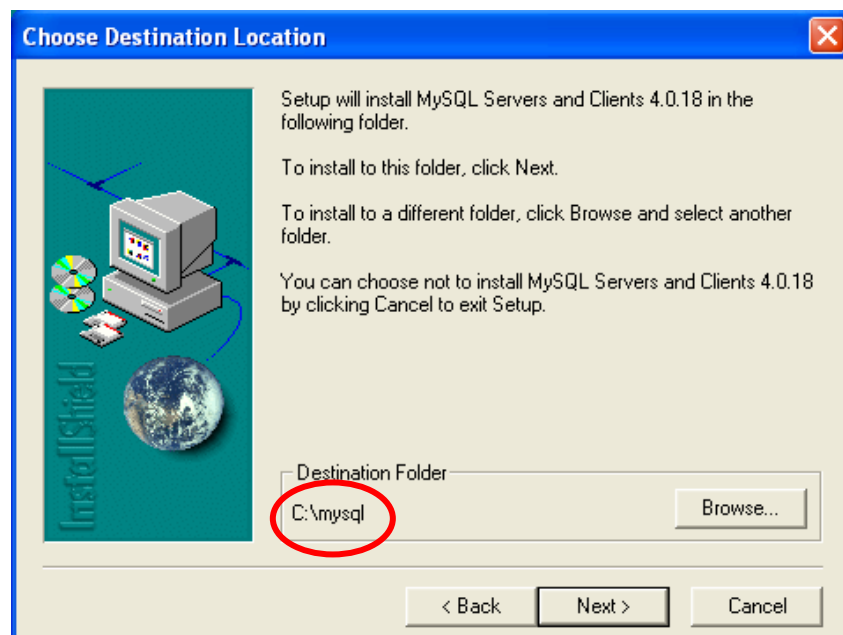 Choose Destination Location
Setup will install MySQL Servers and Clients 4.0.18 in the
following folder.
To install to this folder, click Next.
To install to a different folder, click Browse and select another
folder.
You can choose not to install MySQL Servers and Clients 4.0.18
by clicking Cancel to exit Setup.
InstallShield
Destination Folder
C:\mysql
Browse...
< Back
Next >
Cancel